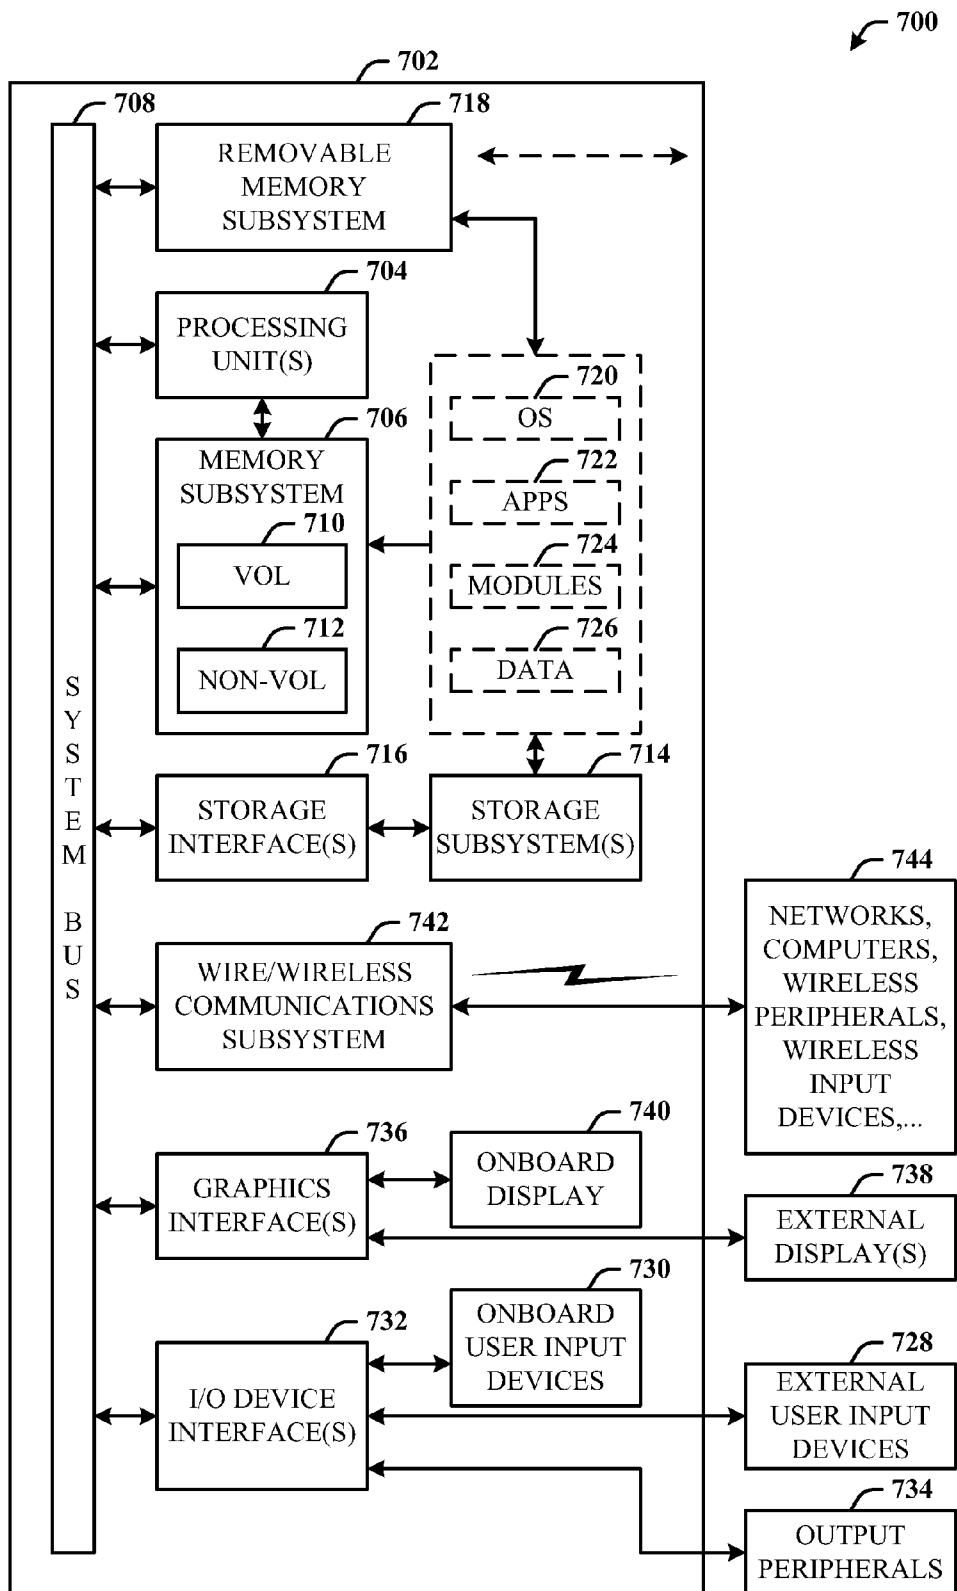 700
702
708
718
REMOVABLE
MEMORY
SUBSYSTEM
704
PROCESSING
UNIT(S)
706
MEMORY
SUBSYSTEM
710
VOL
712
NON-VOL
720
OS
722
APPS
724
MODULES
726
DATA
716
STORAGE
INTERFACE(S)
714
STORAGE
SUBSYSTEM(S)
SYSTEM BUS
742
WIRE/WIRELESS
COMMUNICATIONS
SUBSYSTEM
744
NETWORKS,
COMPUTERS,
WIRELESS
PERIPHERALS,
WIRELESS
INPUT
DEVICES,...
736
GRAPHICS
INTERFACE(S)
740
ONBOARD
DISPLAY
738
EXTERNAL
DISPLAY(S)
732
I/O DEVICE
INTERFACE(S)
730
ONBOARD
USER INPUT
DEVICES
728
EXTERNAL
USER INPUT
DEVICES
734
OUTPUT
PERIPHERALS